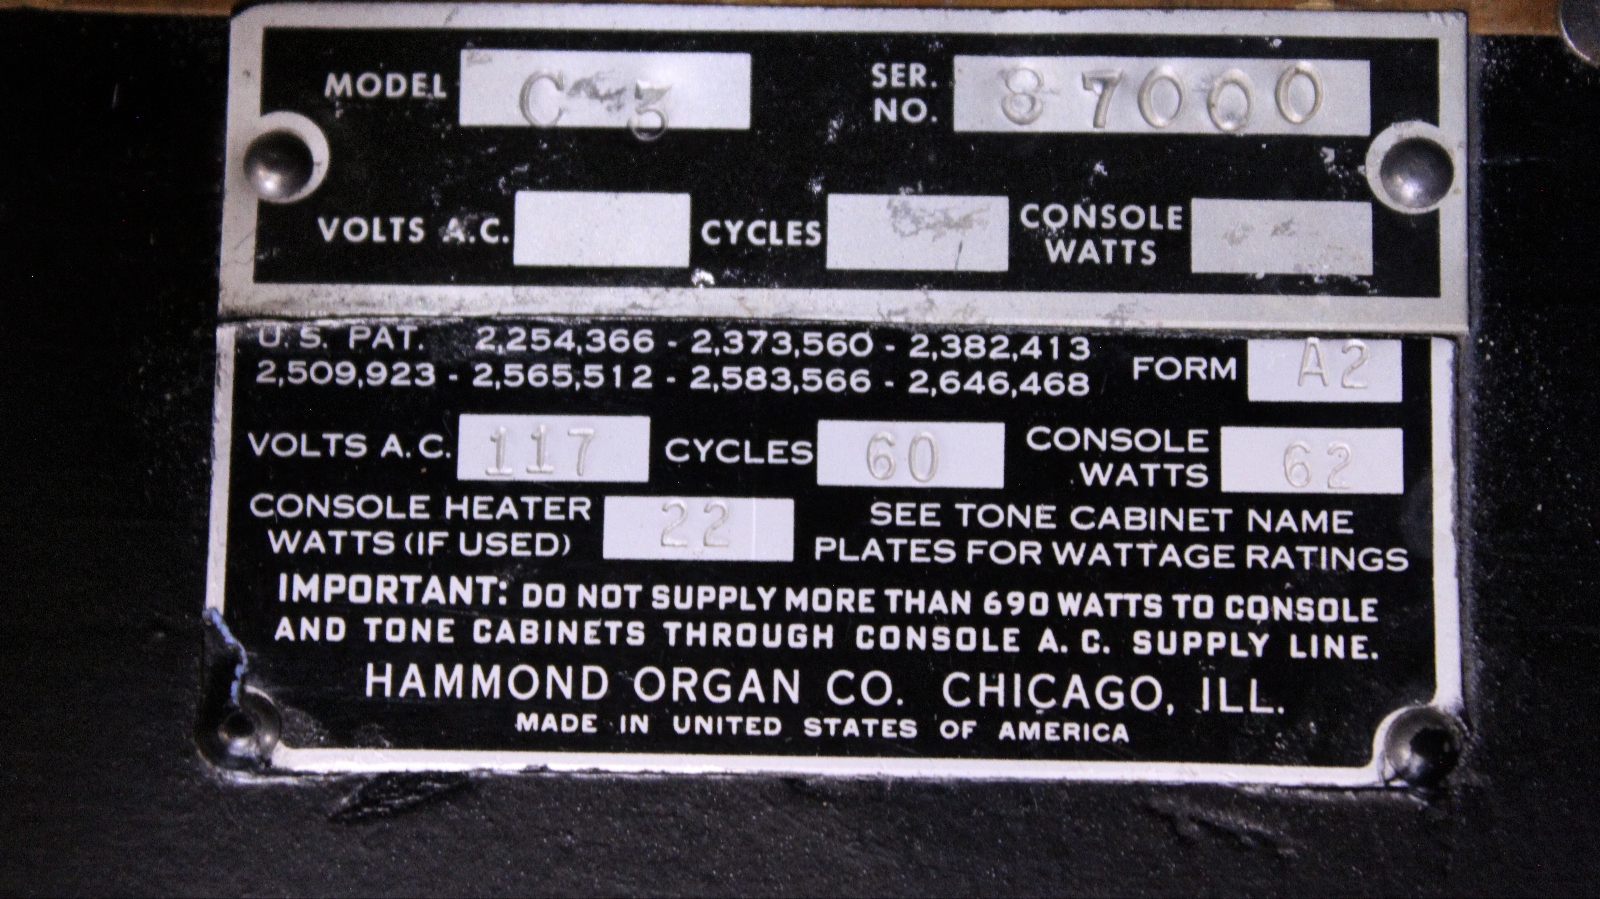 MODEL C-3 SER. NO. 87000
VOLTS A.C. CYCLES CONSOLE WATTS
U.S. PAT. 2,254,366 - 2,373,560 - 2,382,413
2,509,923 - 2,565,512 - 2,583,566 - 2,646,468 FORM A2
VOLTS A.C. 117 CYCLES 60 CONSOLE WATTS 62
CONSOLE HEATER WATTS (IF USED) 22
SEE TONE CABINET NAME
PLATES FOR WATTAGE RATINGS
IMPORTANT: DO NOT SUPPLY MORE THAN 690 WATTS TO CONSOLE
AND TONE CABINETS THROUGH CONSOLE A.C. SUPPLY LINE.
HAMMOND ORGAN CO. CHICAGO, ILL.
MADE IN UNITED STATES OF AMERICA